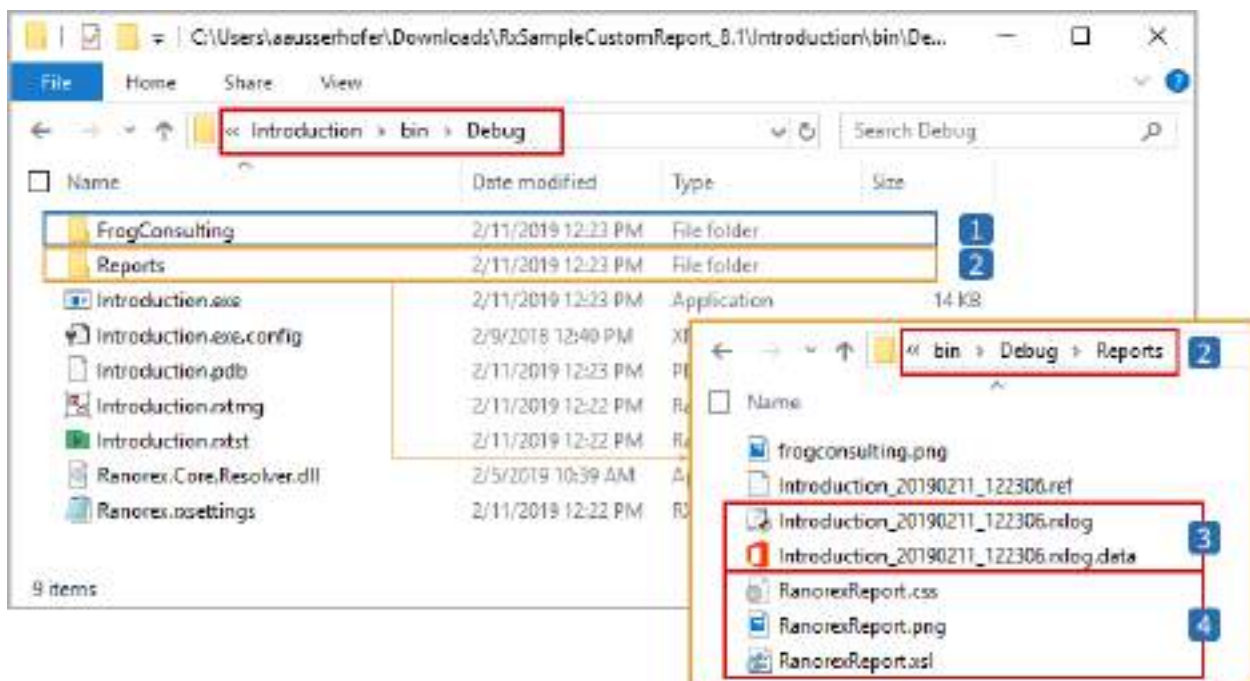 C:\Users\aausserhofer\Downloads\RxSampleCustomReport_8.1\Introduction\bin\De...
File Home Share View
« Introduction > bin > Debug Search Debug
Name Date modified Type Size
FrogConsulting 2/11/2019 12:23 PM File folder 1
Reports 2/11/2019 12:23 PM File folder 2
Introduction.exe 2/11/2019 12:23 PM Application 14 KB
Introduction.exe.config 2/9/2018 12:40 PM
Introduction.pdb 2/11/2019 12:23 PM
Introduction.rxtmg 2/11/2019 12:22 PM
Introduction.rxtst 2/11/2019 12:22 PM
Ranorex.Core.Resolver.dll 2/5/2019 10:39 AM
Ranorex.rxsettings 2/11/2019 12:22 PM
9 items
« bin > Debug > Reports 2
Name
frogconsulting.png
Introduction_20190211_122306.ref
Introduction_20190211_122306.rxlog
3
Introduction_20190211_122306.rxlog.data
RanorexReport.css
RanorexReport.png 4
RanorexReport.xsl